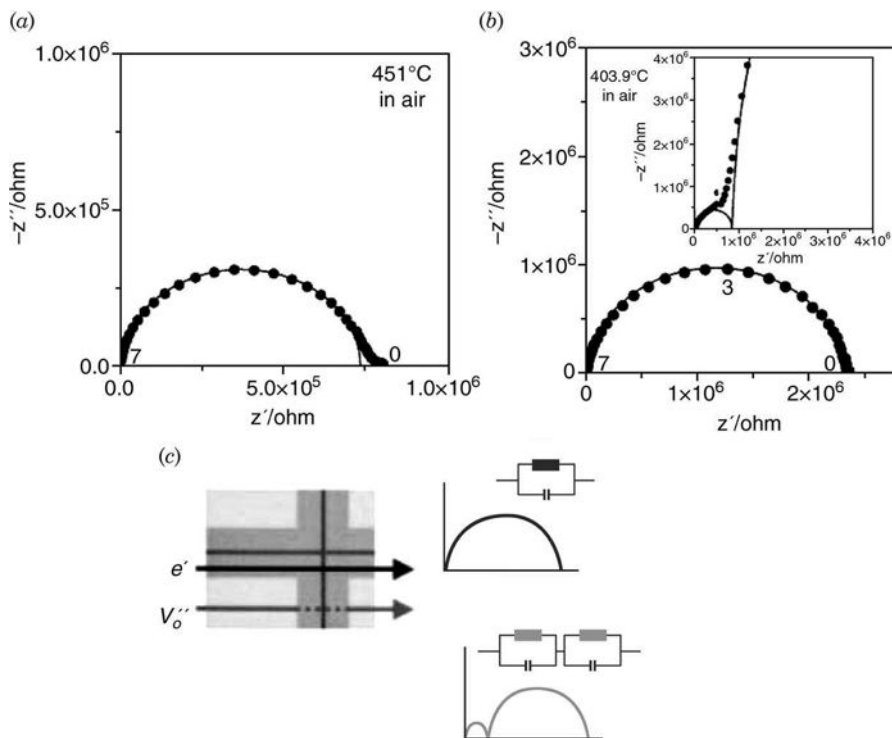 (a)
1.0×10⁶
451°C
in air
–z´´/ohm
5.0×10⁵
0.0
7
0
0.0
5.0×10⁵
1.0×10⁶
z´/ohm
(b)
3×10⁶
–z´´/ohm
2×10⁶
1×10⁶
0
403.9°C
in air
4×10⁶
3×10⁶
–z´´/ohm
2×10⁶
1×10⁶
0
0
1×10⁶
2×10⁶
3×10⁶
4×10⁶
z´/ohm
3
7
0
0
1×10⁶
2×10⁶
z´/ohm
(c)
e´
Vo´´